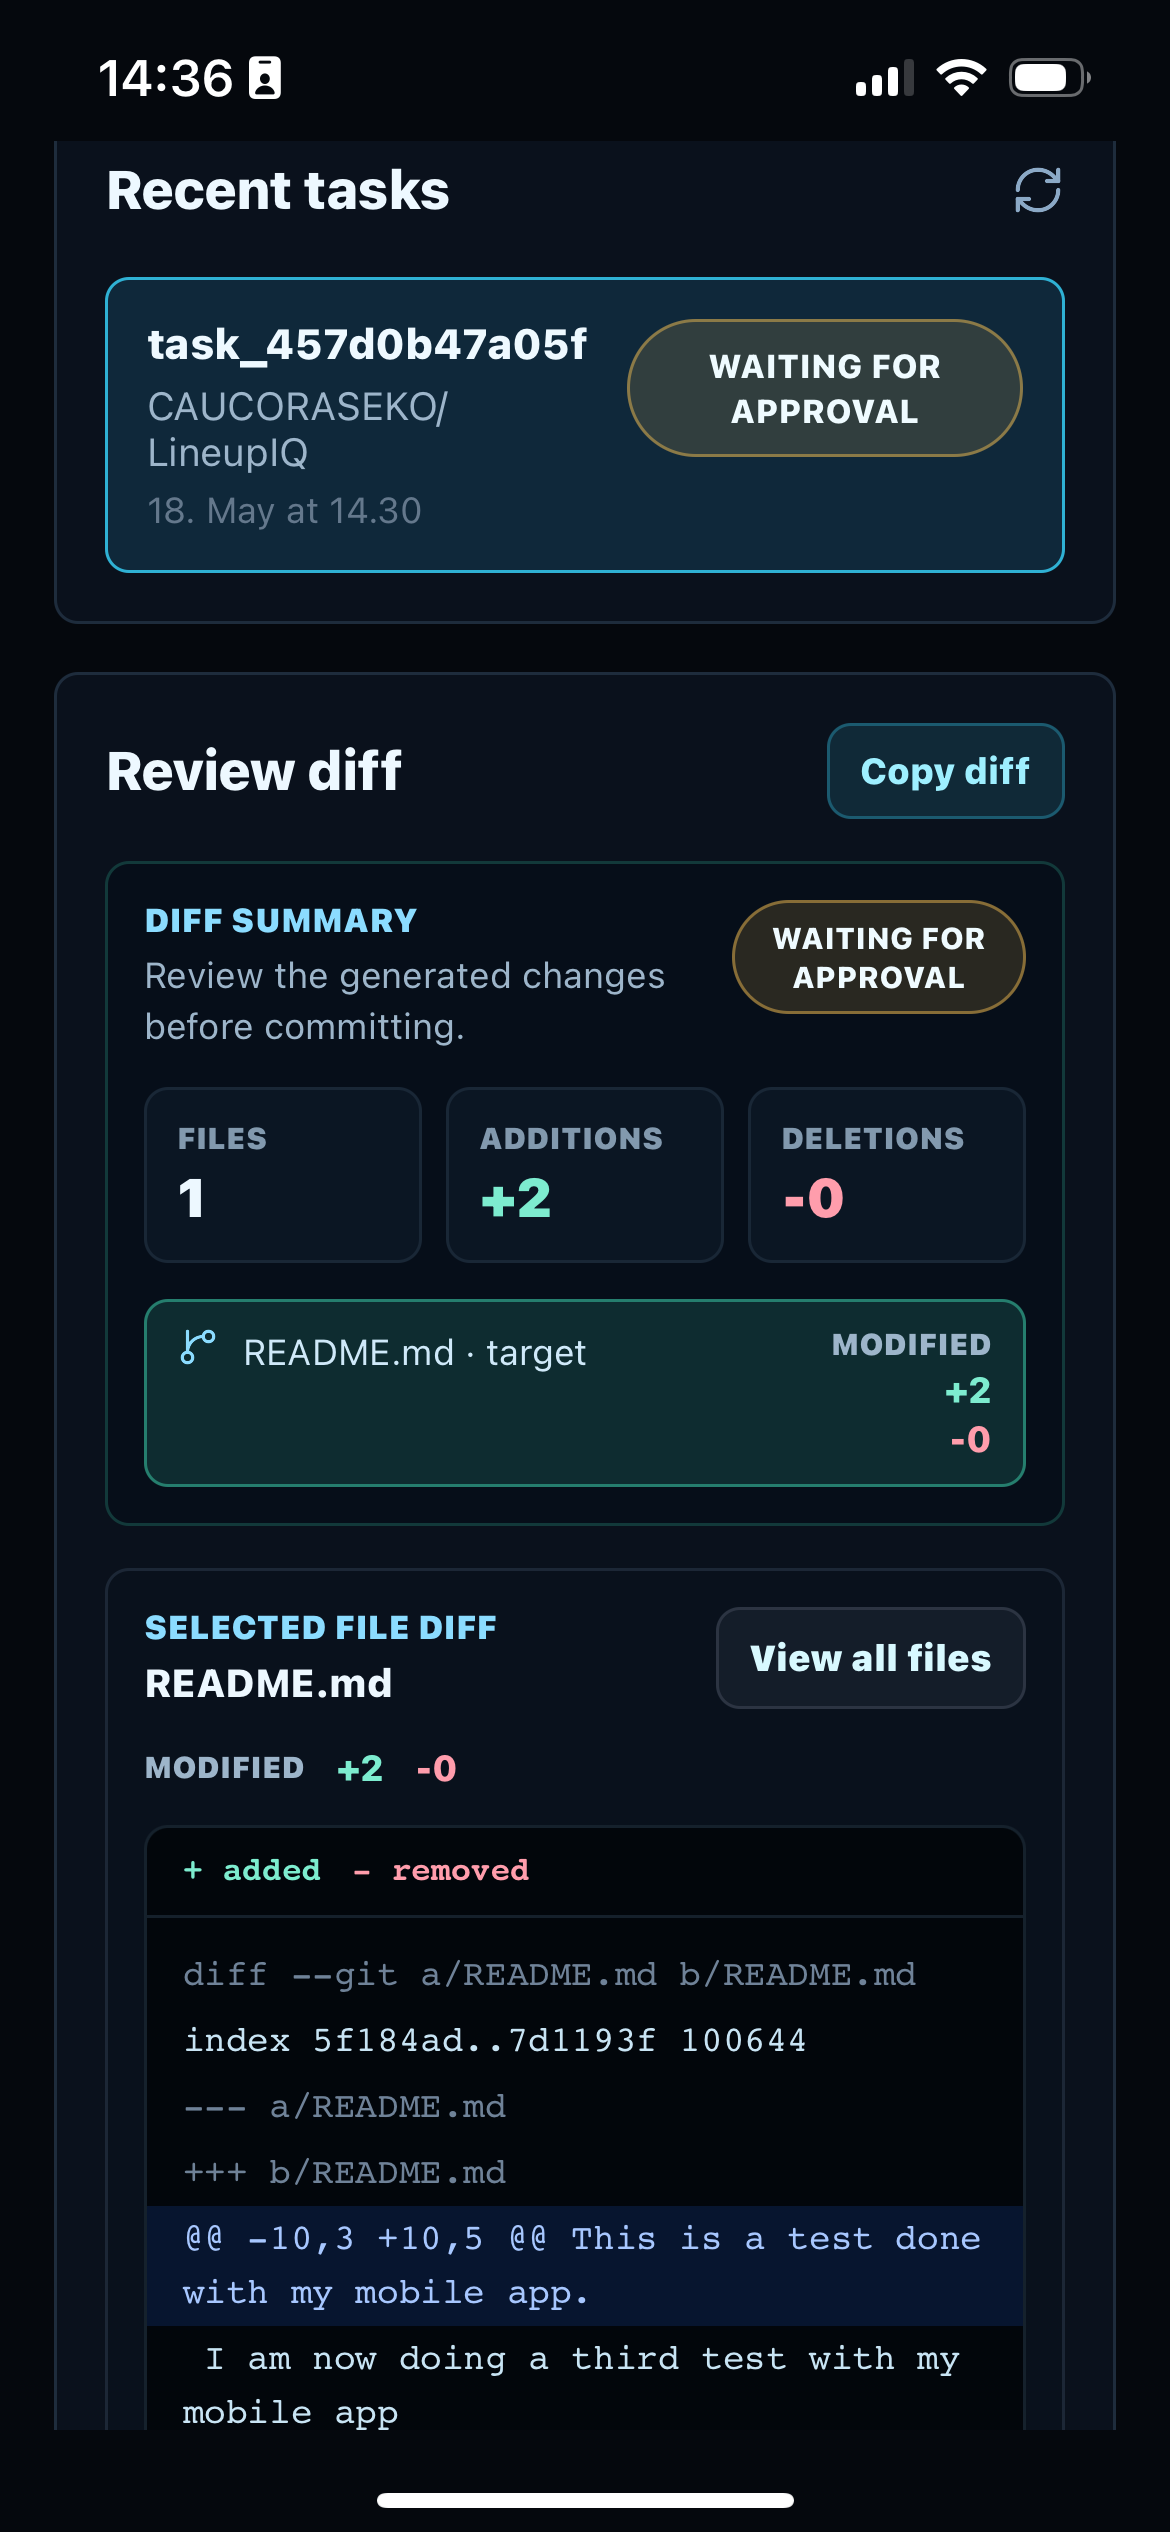 14:36
Recent tasks
task_457d0b47a05f
WAITING FOR
APPROVAL
CAUCORASEKO/
LineupIQ
18. May at 14.30
Review diff
Copy diff
DIFF SUMMARY
WAITING FOR
APPROVAL
Review the generated changes
before committing.
FILES
1
ADDITIONS
+2
DELETIONS
-0
README.md · target
MODIFIED
+2
-0
SELECTED FILE DIFF
README.md
View all files
MODIFIED +2 -0
+ added - removed
diff --git a/README.md b/README.md
index 5f184ad..7d1193f 100644
--- a/README.md
+++ b/README.md
@@ -10,3 +10,5 @@ This is a test done
with my mobile app.
I am now doing a third test with my
mobile app